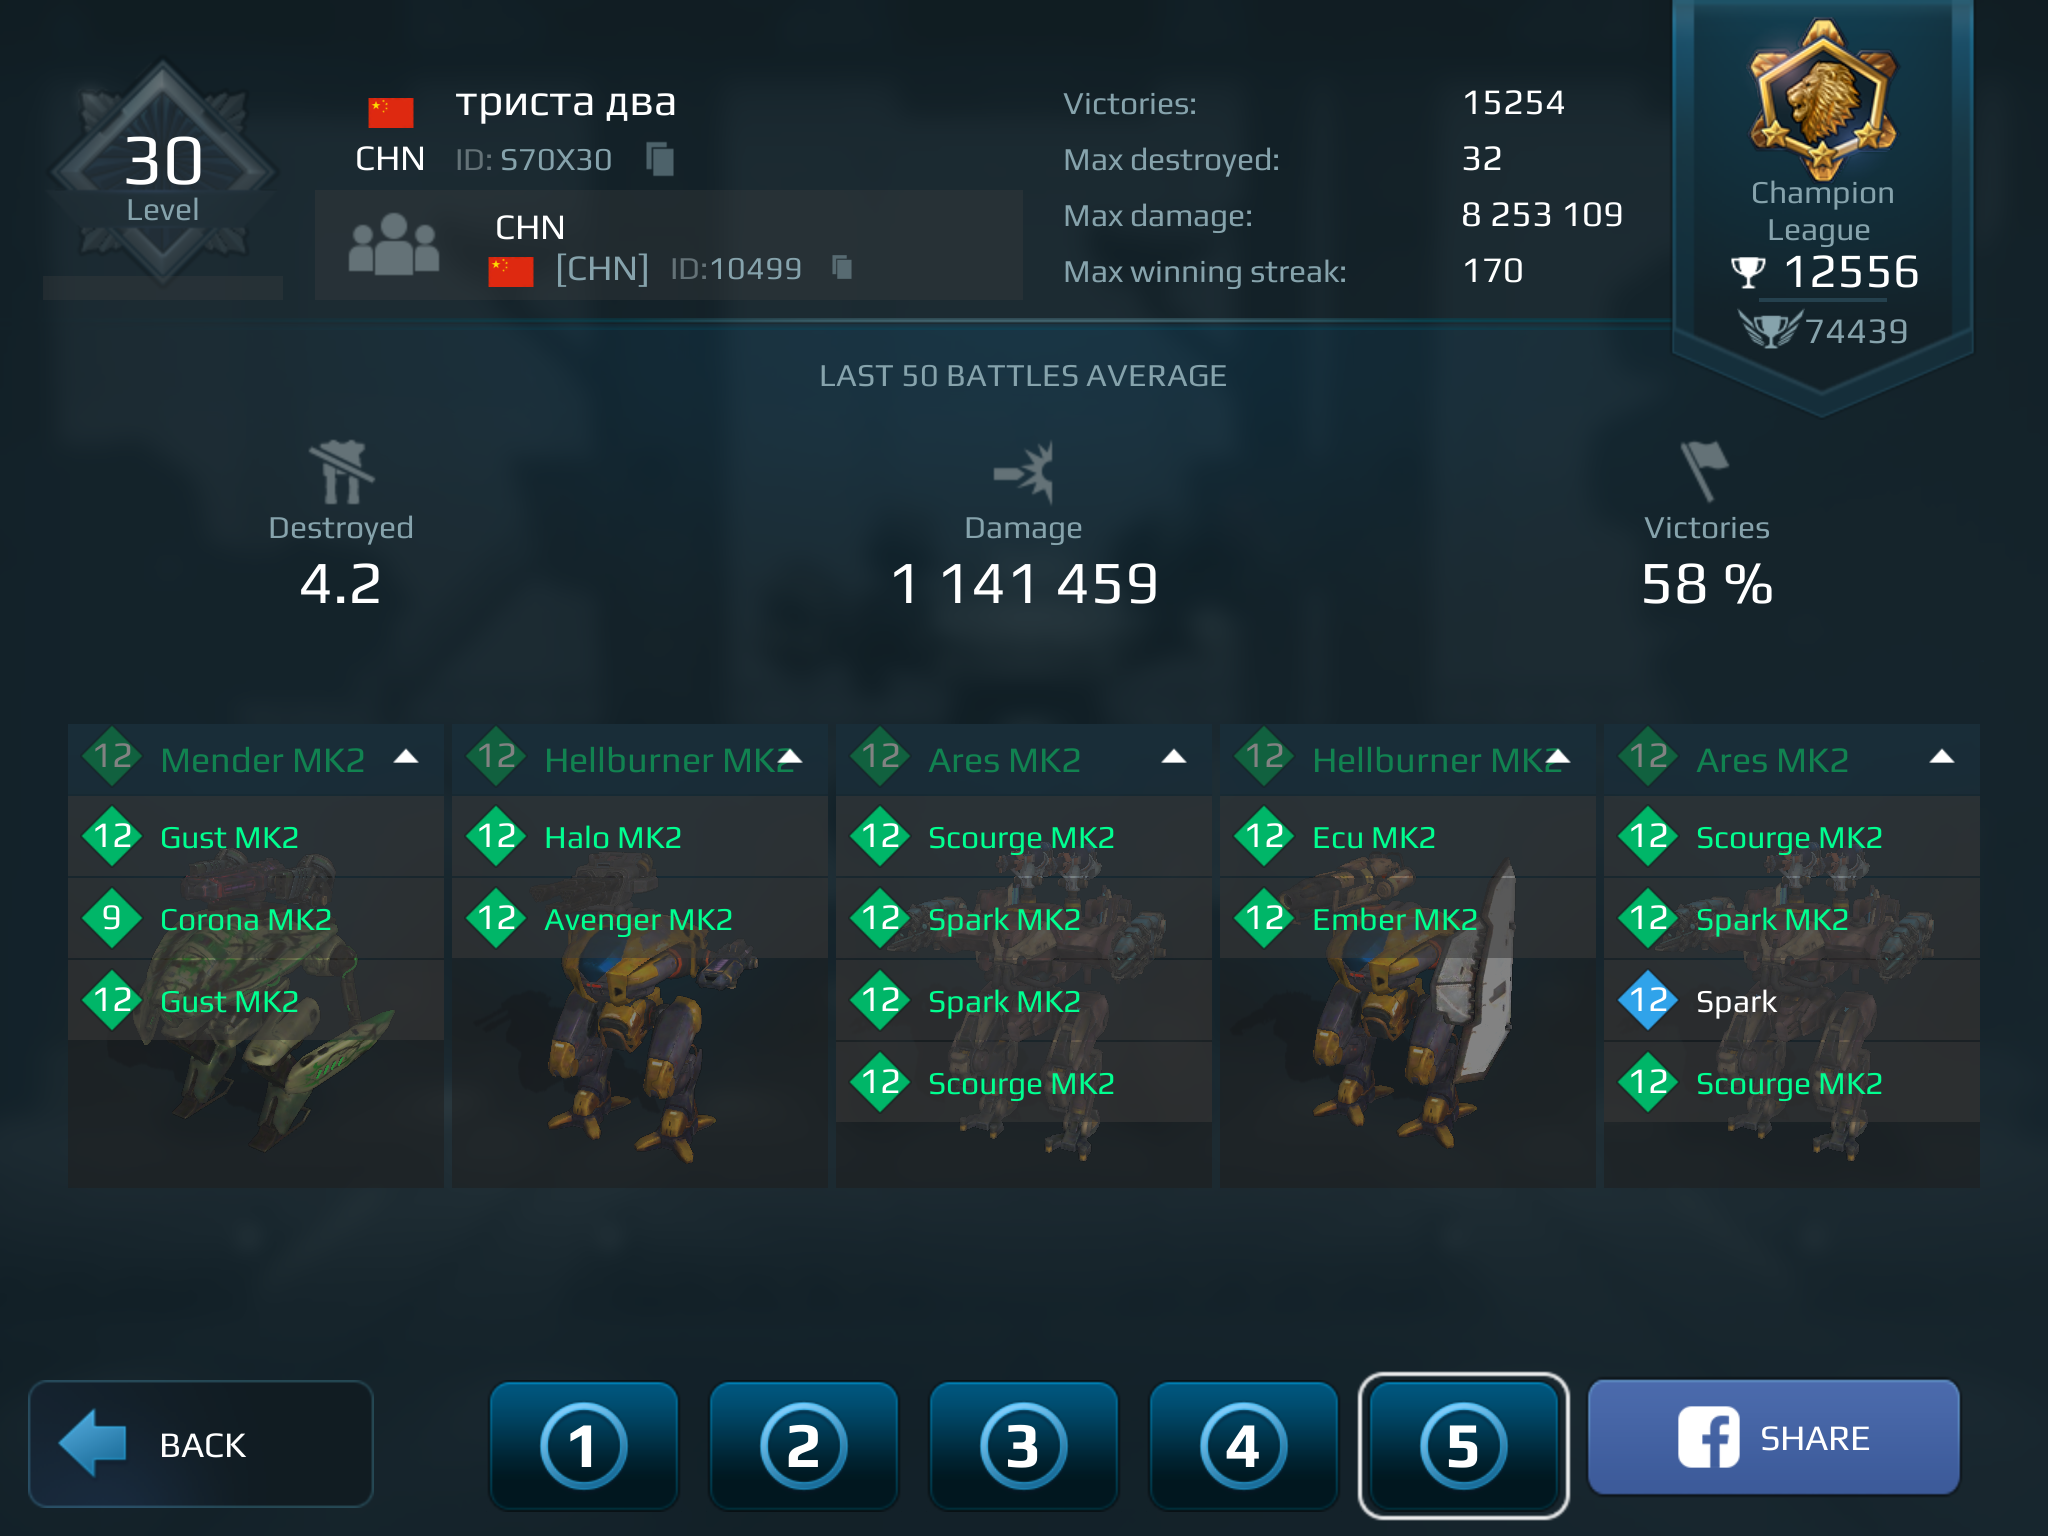 30
Level
триста два
CHN ID: S70X30
CHN
[CHN] ID:10499
Victories: 15254
Max destroyed: 32
Max damage: 8 253 109
Max winning streak: 170
Champion
League
12556
74439
LAST 50 BATTLES AVERAGE
Destroyed
4.2
Damage
1 141 459
Victories
58 %
12 Mender MK2
12 Gust MK2
9 Corona MK2
12 Gust MK2
12 Hellburner MK2
12 Halo MK2
12 Avenger MK2
12 Ares MK2
12 Scourge MK2
12 Spark MK2
12 Spark MK2
12 Scourge MK2
12 Hellburner MK2
12 Ecu MK2
12 Ember MK2
12 Ares MK2
12 Scourge MK2
12 Spark MK2
12 Spark
12 Scourge MK2
BACK
1
2
3
4
5
SHARE